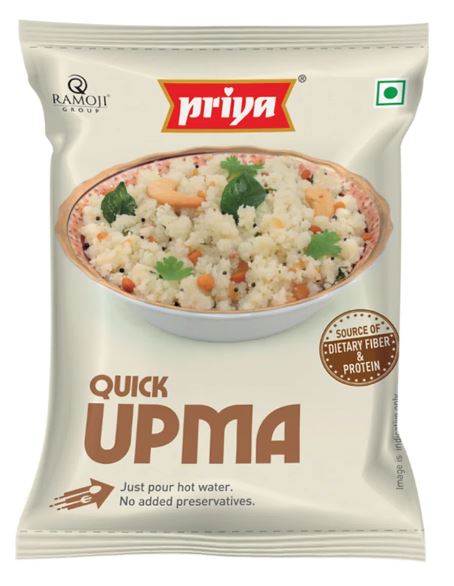 RAMOJI
GROUP
priya®
SOURCE OF
DIETARY FIBER
&
PROTEIN
QUICK
UPMA
Just pour hot water.
No added preservatives.
Image is indicative only